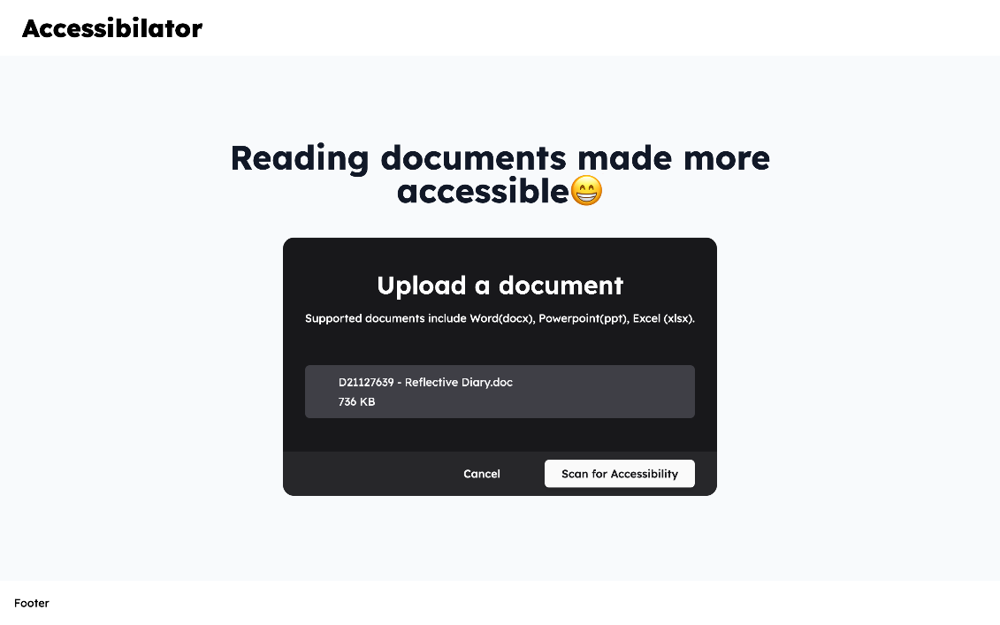 Accessibilator
Reading documents made more
accessible😁
Upload a document
Supported documents include Word(docx), Powerpoint(ppt), Excel (xlsx).
D21127639 - Reflective Diary.doc
736 KB
Cancel
Scan for Accessibility
Footer